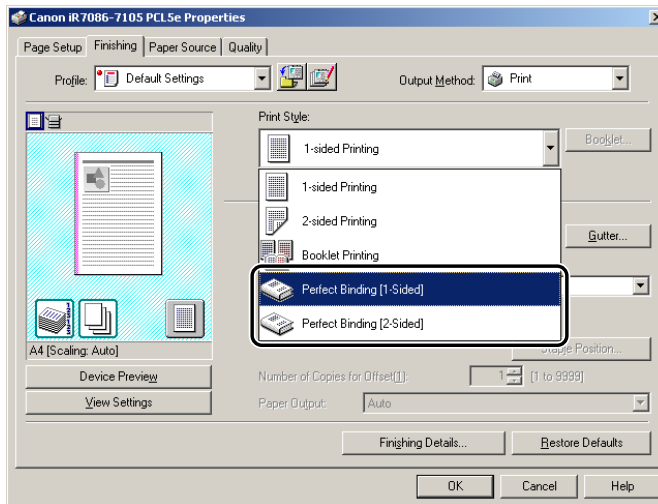 Canon iR7086-7105 PCL5e Properties
Page Setup Finishing Paper Source Quality
Profile: Default Settings Output Method: Print
Print Style:
1-sided Printing Booklet...
1-sided Printing
2-sided Printing
Gutter...
Booklet Printing
Perfect Binding [1-Sided]
Perfect Binding [2-Sided]
A4 [Scaling: Auto] Staple Position...
Device Preview Number of Copies for Offset(1): 1 [1 to 9999]
View Settings Paper Output: Auto
Finishing Details... Restore Defaults
OK Cancel Help